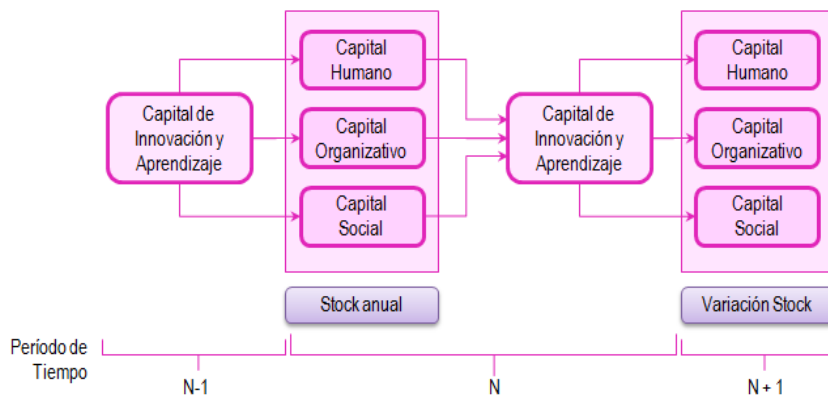 Capital de
Innovación y
Aprendizaje
Capital
Humano
Capital
Organizativo
Capital
Social
Capital de
Innovación y
Aprendizaje
Capital
Humano
Capital
Organizativo
Capital
Social
Stock anual
Variación Stock
Período de
Tiempo
N-1
N
N + 1